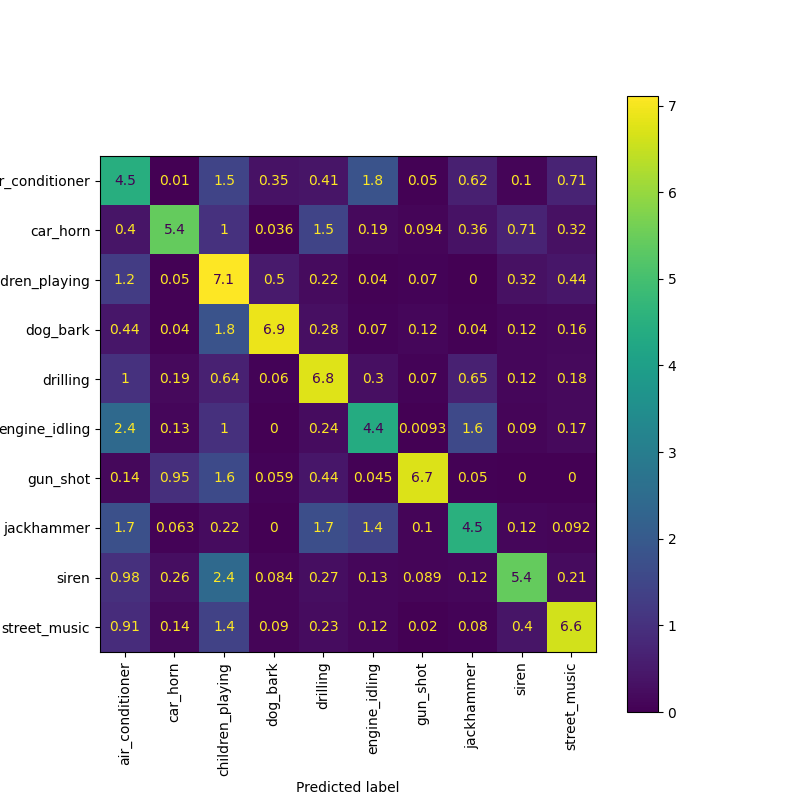 7
r_conditioner 4.5 0.01 1.5 0.35 0.41 1.8 0.05 0.62 0.1 0.71
6
car_horn 0.4 5.4 1 0.036 1.5 0.19 0.094 0.36 0.71 0.32
dren_playing 1.2 0.05 7.1 0.5 0.22 0.04 0.07 0 0.32 0.44
5
dog_bark 0.44 0.04 1.8 6.9 0.28 0.07 0.12 0.04 0.12 0.16
4
drilling 1 0.19 0.64 0.06 6.8 0.3 0.07 0.65 0.12 0.18
engine_idling 2.4 0.13 1 0 0.24 4.4 0.0093 1.6 0.09 0.17
3
gun_shot 0.14 0.95 1.6 0.059 0.44 0.045 6.7 0.05 0 0
2
jackhammer 1.7 0.063 0.22 0 1.7 1.4 0.1 4.5 0.12 0.092
siren 0.98 0.26 2.4 0.084 0.27 0.13 0.089 0.12 5.4 0.21
1
street_music 0.91 0.14 1.4 0.09 0.23 0.12 0.02 0.08 0.4 6.6
0
air_conditioner
car_horn
children_playing
dog_bark
drilling
engine_idling
gun_shot
jackhammer
siren
street_music
Predicted label